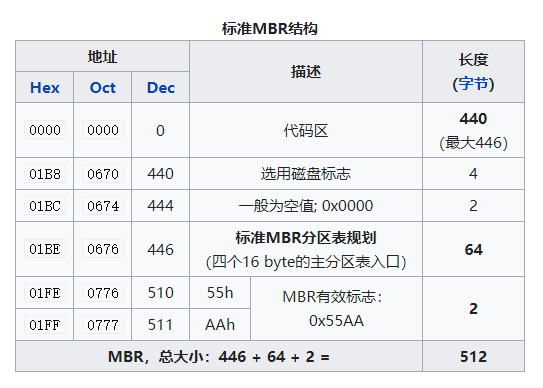 标准MBR结构
地址 描述 长度
(字节)
Hex Oct Dec
0000 0000 0 代码区 440
(最大446)
01B8 0670 440 选用磁盘标志 4
01BC 0674 444 一般为空值; 0x0000 2
01BE 0676 446 标准MBR分区表规划 64
(四个16 byte的主分区表入口)
01FE 0776 510 55h MBR有效标志：
0x55AA 2
01FF 0777 511 AAh
MBR，总大小：446 + 64 + 2 = 512